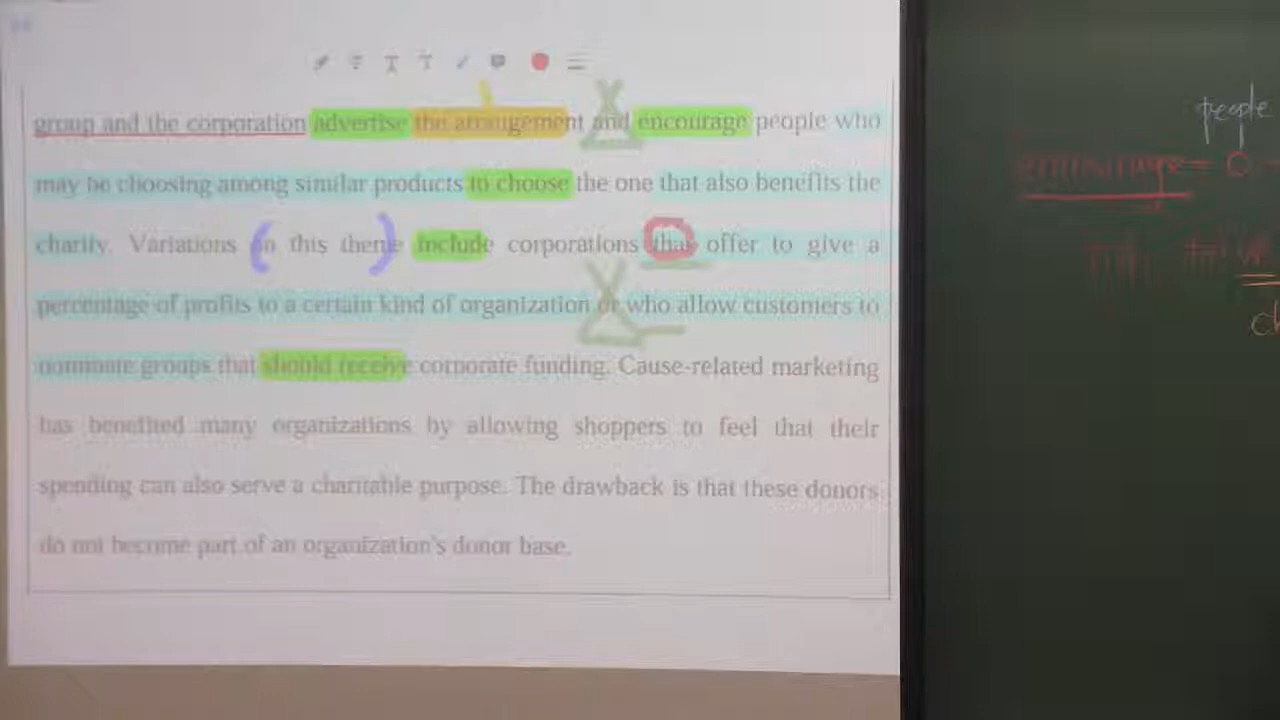 group and the corporation advertise the arrangement and encourage people who
may be choosing among similar products to choose the one that also benefits the
charity. Variations on this theme include corporations that offer to give a
percentage of profits to a certain kind of organization or who allow customers to
nominate groups that should receive corporate funding. Cause-related marketing
has benefited many organizations by allowing shoppers to feel that their
spending can also serve a charitable purpose. The drawback is that these donors
do not become part of an organization's donor base.
people
encourage